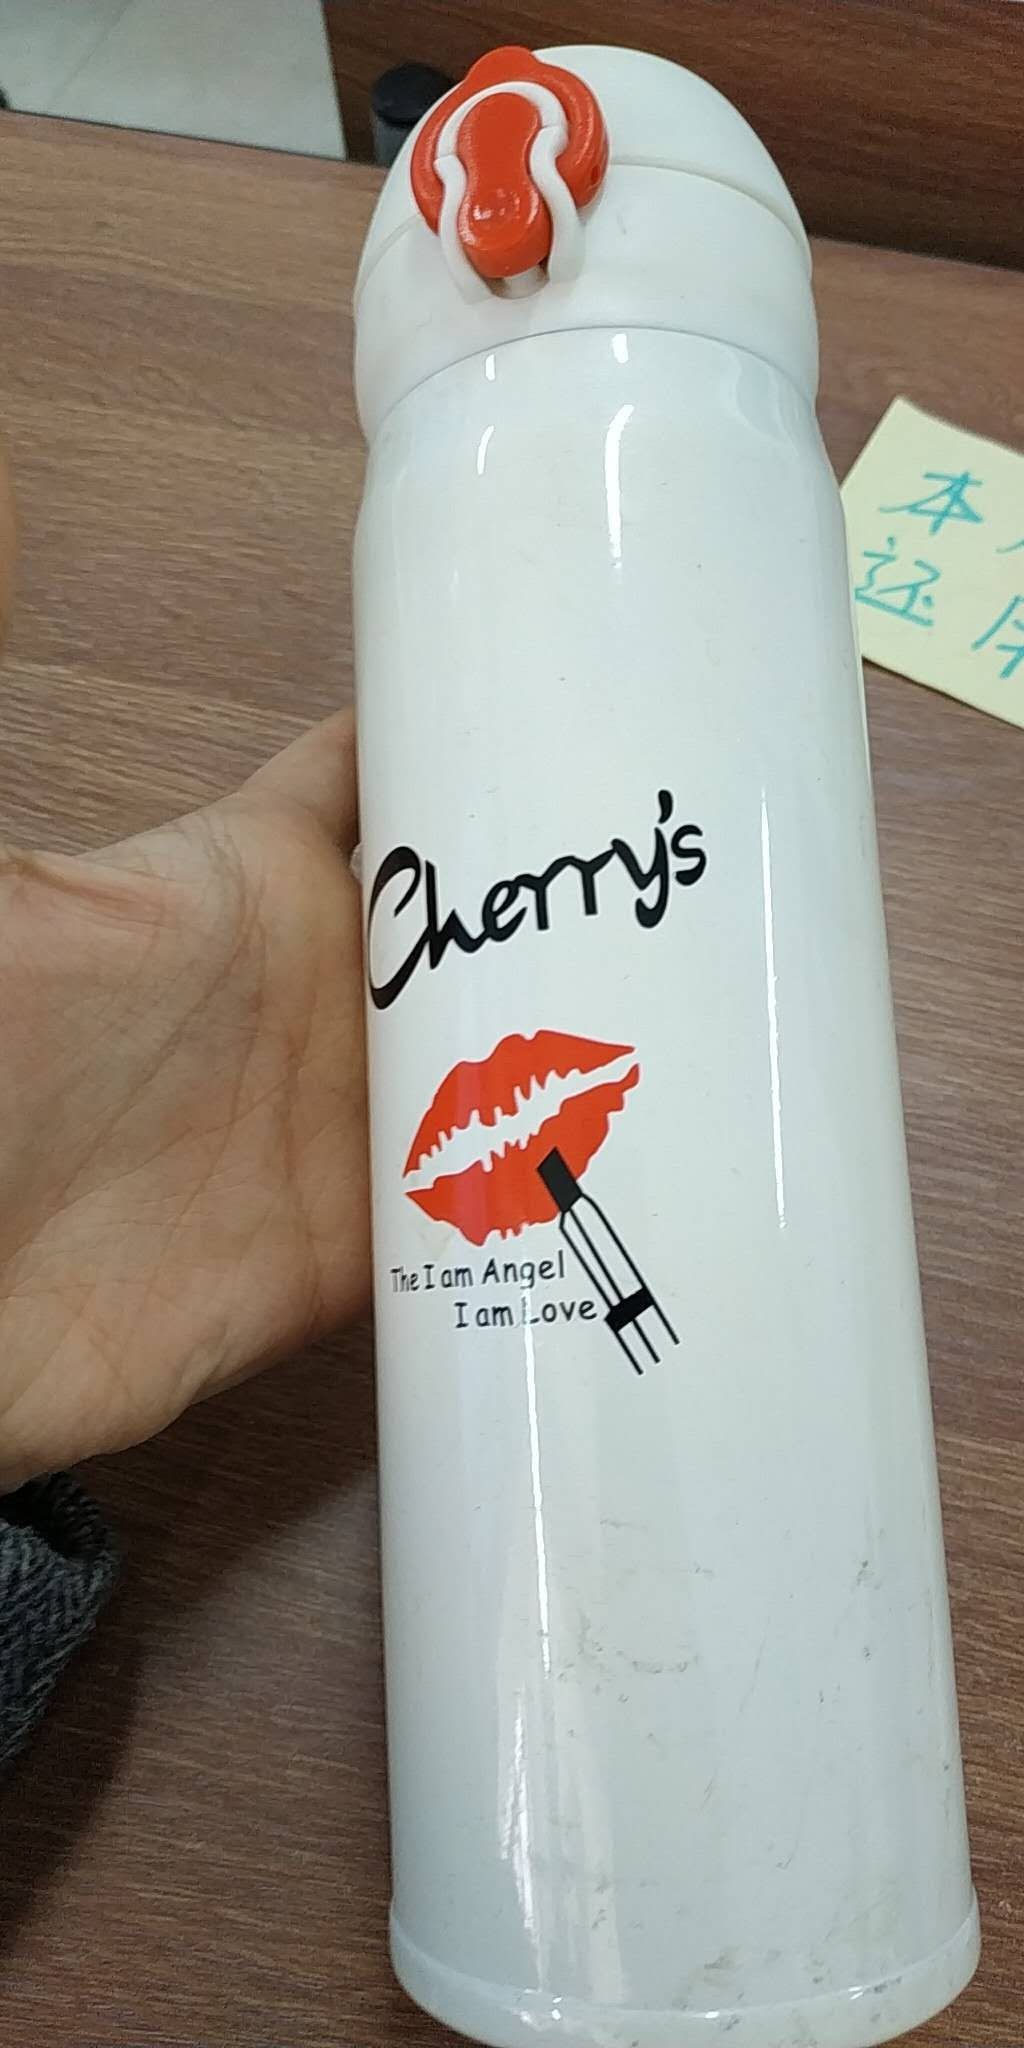 本
还
Cherry's
The I am Angel
I am Love